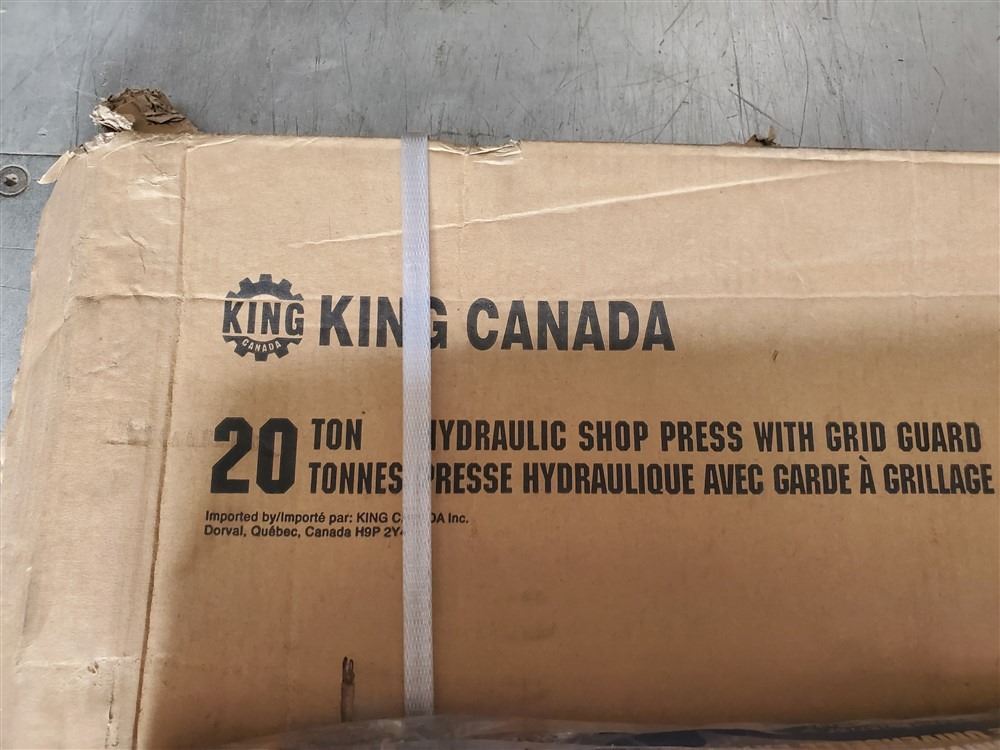 KING
CANADA
KING CANADA
20 TON HYDRAULIC SHOP PRESS WITH GRID GUARD
TONNES PRESSE HYDRAULIQUE AVEC GARDE À GRILLAGE
Imported by/Importé par: KING CANADA Inc.
Dorval, Québec, Canada H9P